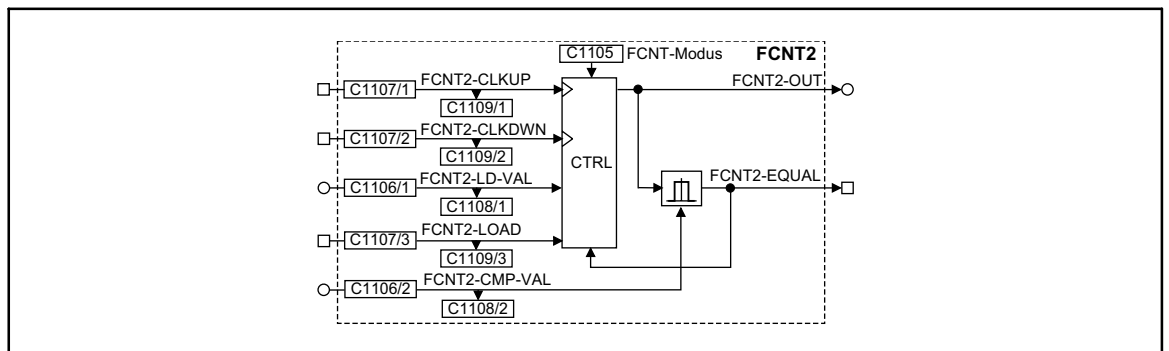 C1105 FCNT-Modus FCNT2
C1107/1 FCNT2-CLKUP FCNT2-OUT
C1109/1
C1107/2 FCNT2-CLKDWN
C1109/2
CTRL
C1106/1 FCNT2-LD-VAL FCNT2-EQUAL
C1108/1
C1107/3 FCNT2-LOAD
C1109/3
C1106/2 FCNT2-CMP-VAL
C1108/2